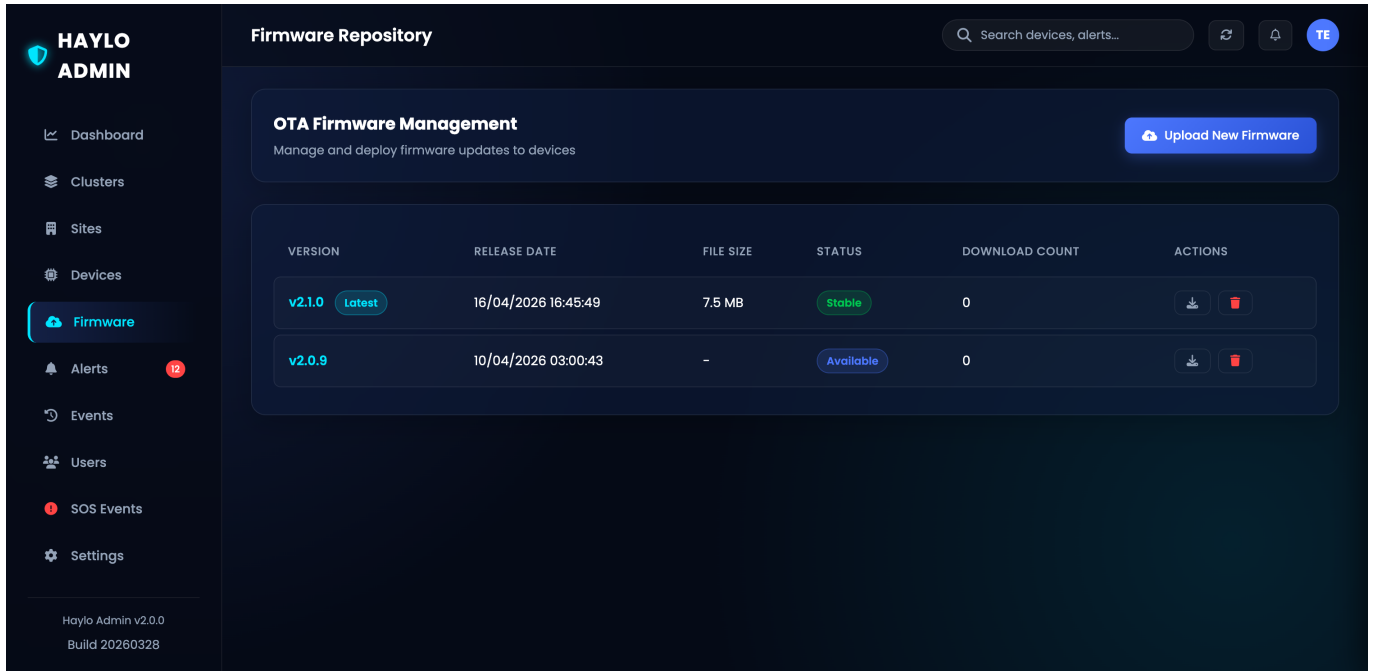 HAYLO
ADMIN
Dashboard
Clusters
Sites
Devices
Firmware
Alerts 12
Events
Users
SOS Events
Settings
Haylo Admin v2.0.0
Build 20260328
Firmware Repository
Search devices, alerts...
TE
OTA Firmware Management
Manage and deploy firmware updates to devices
Upload New Firmware
VERSION RELEASE DATE FILE SIZE STATUS DOWNLOAD COUNT ACTIONS
v2.1.0 Latest 16/04/2026 16:45:49 7.5 MB Stable 0
v2.0.9 10/04/2026 03:00:43 - Available 0